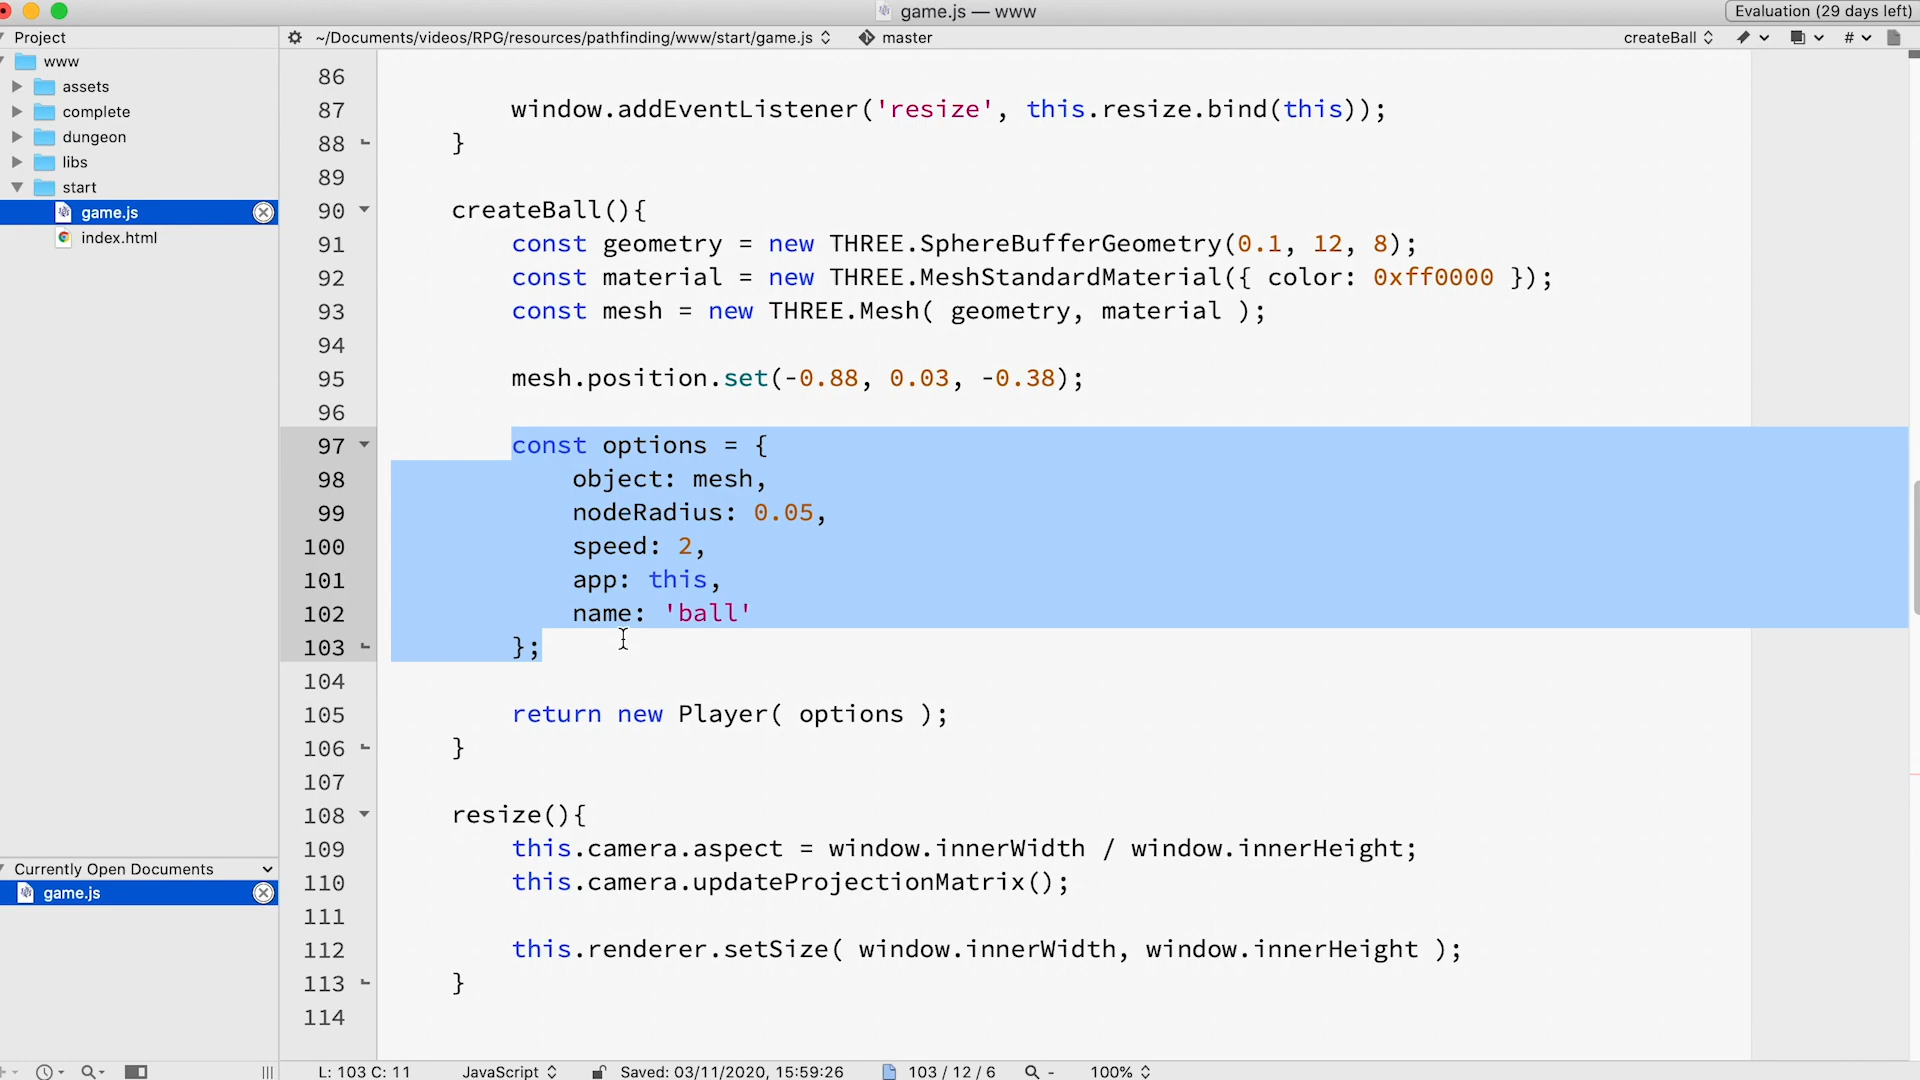 game.js — www
Evaluation (29 days left)
Project
~/Documents/videos/RPG/resources/pathfinding/www/start/game.js
master
createBall
#
www
assets
complete
dungeon
libs
start
game.js
index.html
86
87 window.addEventListener('resize', this.resize.bind(this));
88 }
89
90 createBall(){
91 const geometry = new THREE.SphereBufferGeometry(0.1, 12, 8);
92 const material = new THREE.MeshStandardMaterial({ color: 0xff0000 });
93 const mesh = new THREE.Mesh( geometry, material );
94
95 mesh.position.set(-0.88, 0.03, -0.38);
96
97 const options = {
98 object: mesh,
99 nodeRadius: 0.05,
100 speed: 2,
101 app: this,
102 name: 'ball'
103 };
104
105 return new Player( options );
106 }
107
108 resize(){
109 this.camera.aspect = window.innerWidth / window.innerHeight;
110 this.camera.updateProjectionMatrix();
111
112 this.renderer.setSize( window.innerWidth, window.innerHeight );
113 }
114
Currently Open Documents
game.js
L: 103 C: 11
JavaScript
Saved: 03/11/2020, 15:59:26
103 / 12 / 6
-
100%